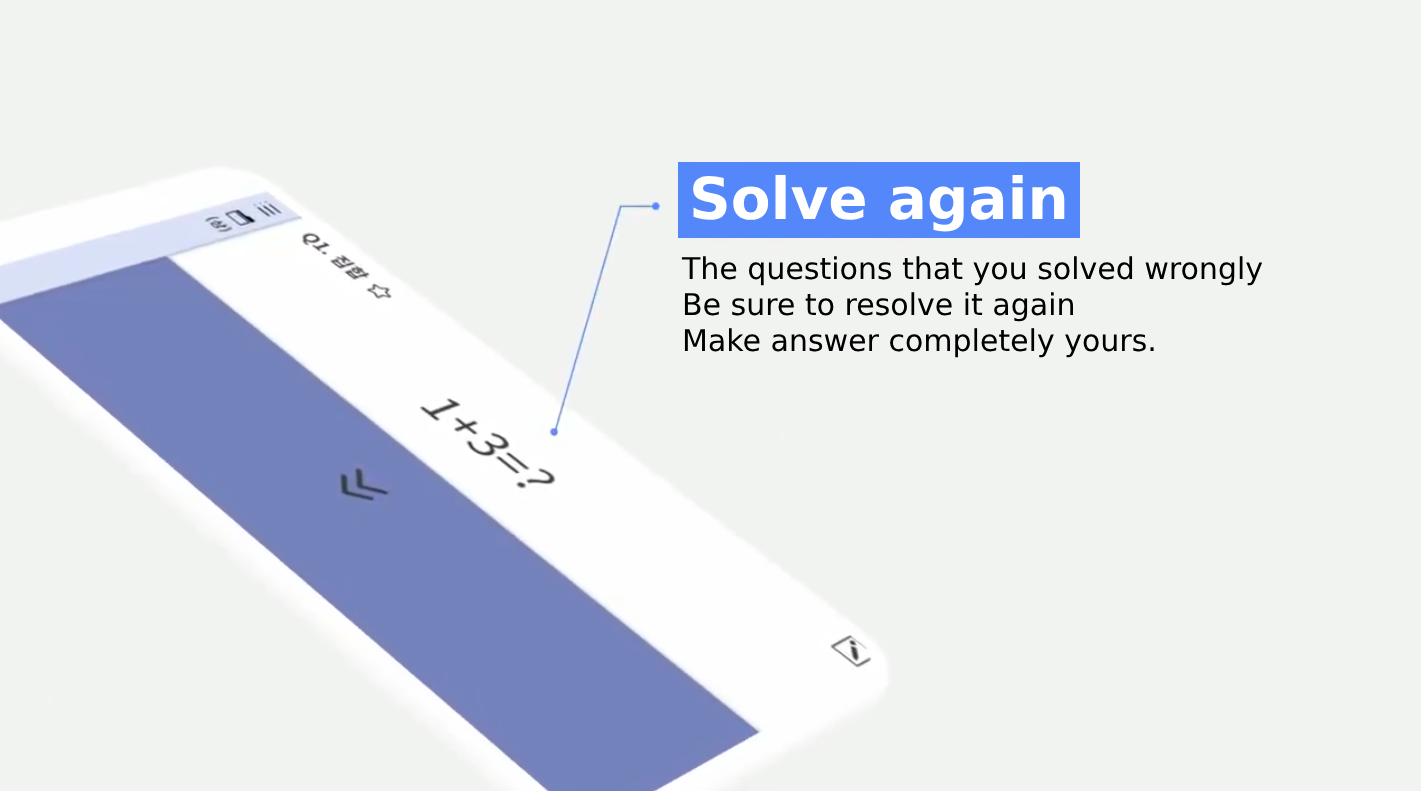 Solve again
The questions that you solved wrongly
Be sure to resolve it again
Make answer completely yours.
Q1. 집합 ☆
1+3=?